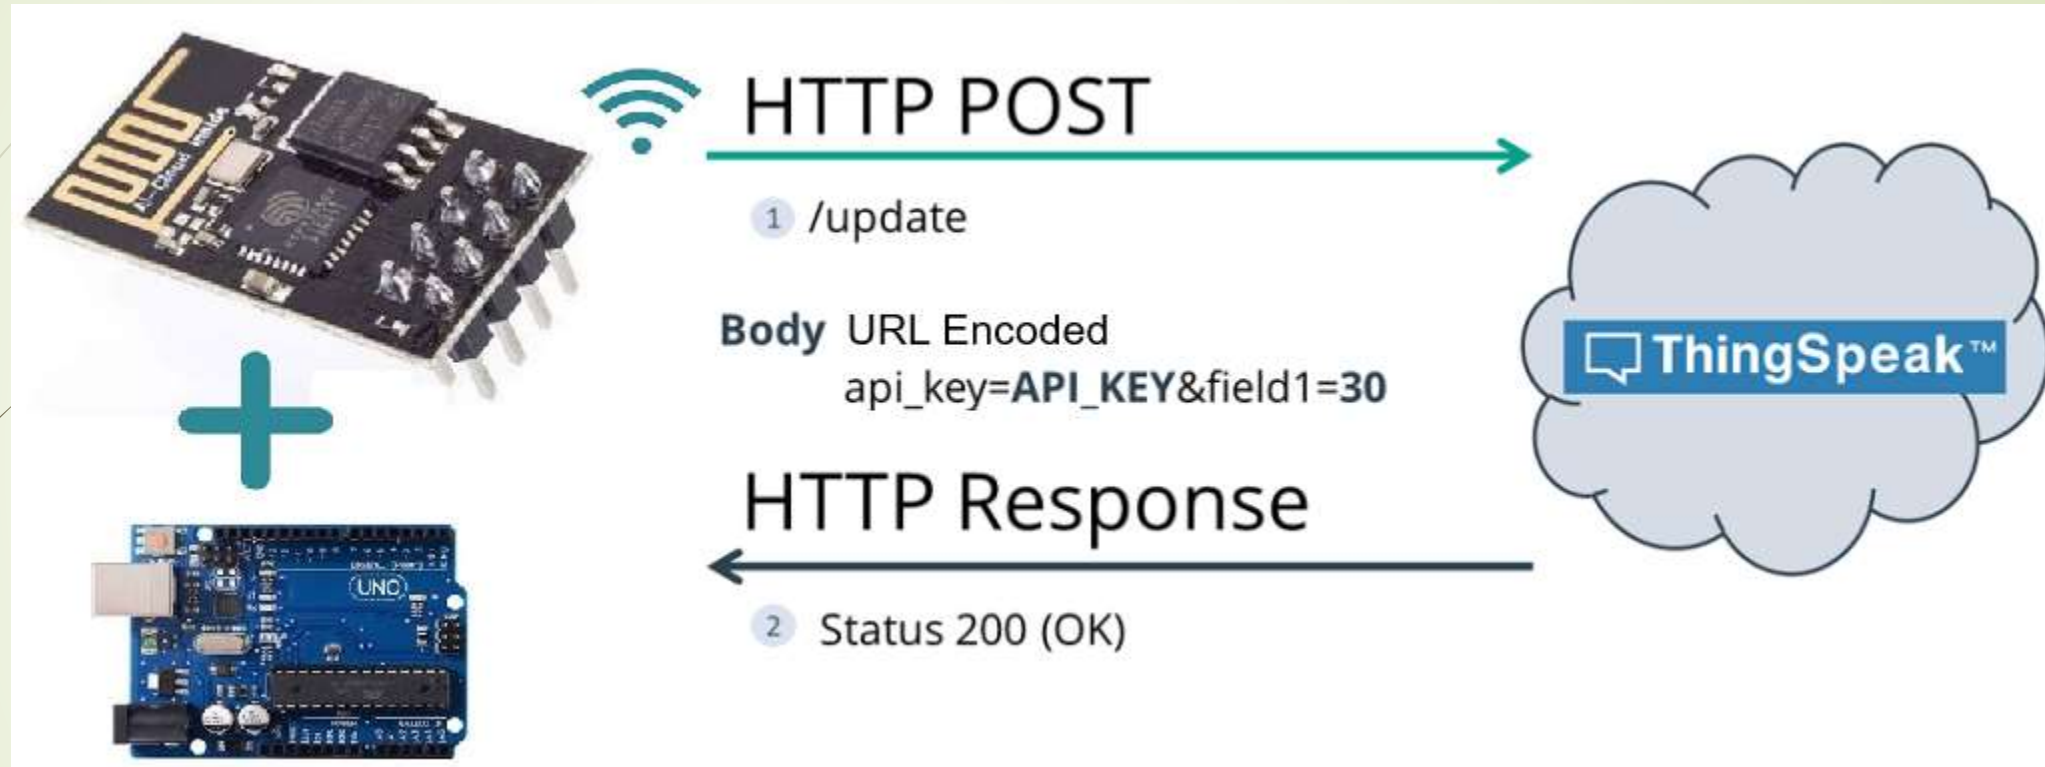 HTTP POST
1 /update
Body URL Encoded
api_key=API_KEY&field1=30
ThingSpeak™
HTTP Response
2 Status 200 (OK)
UNO